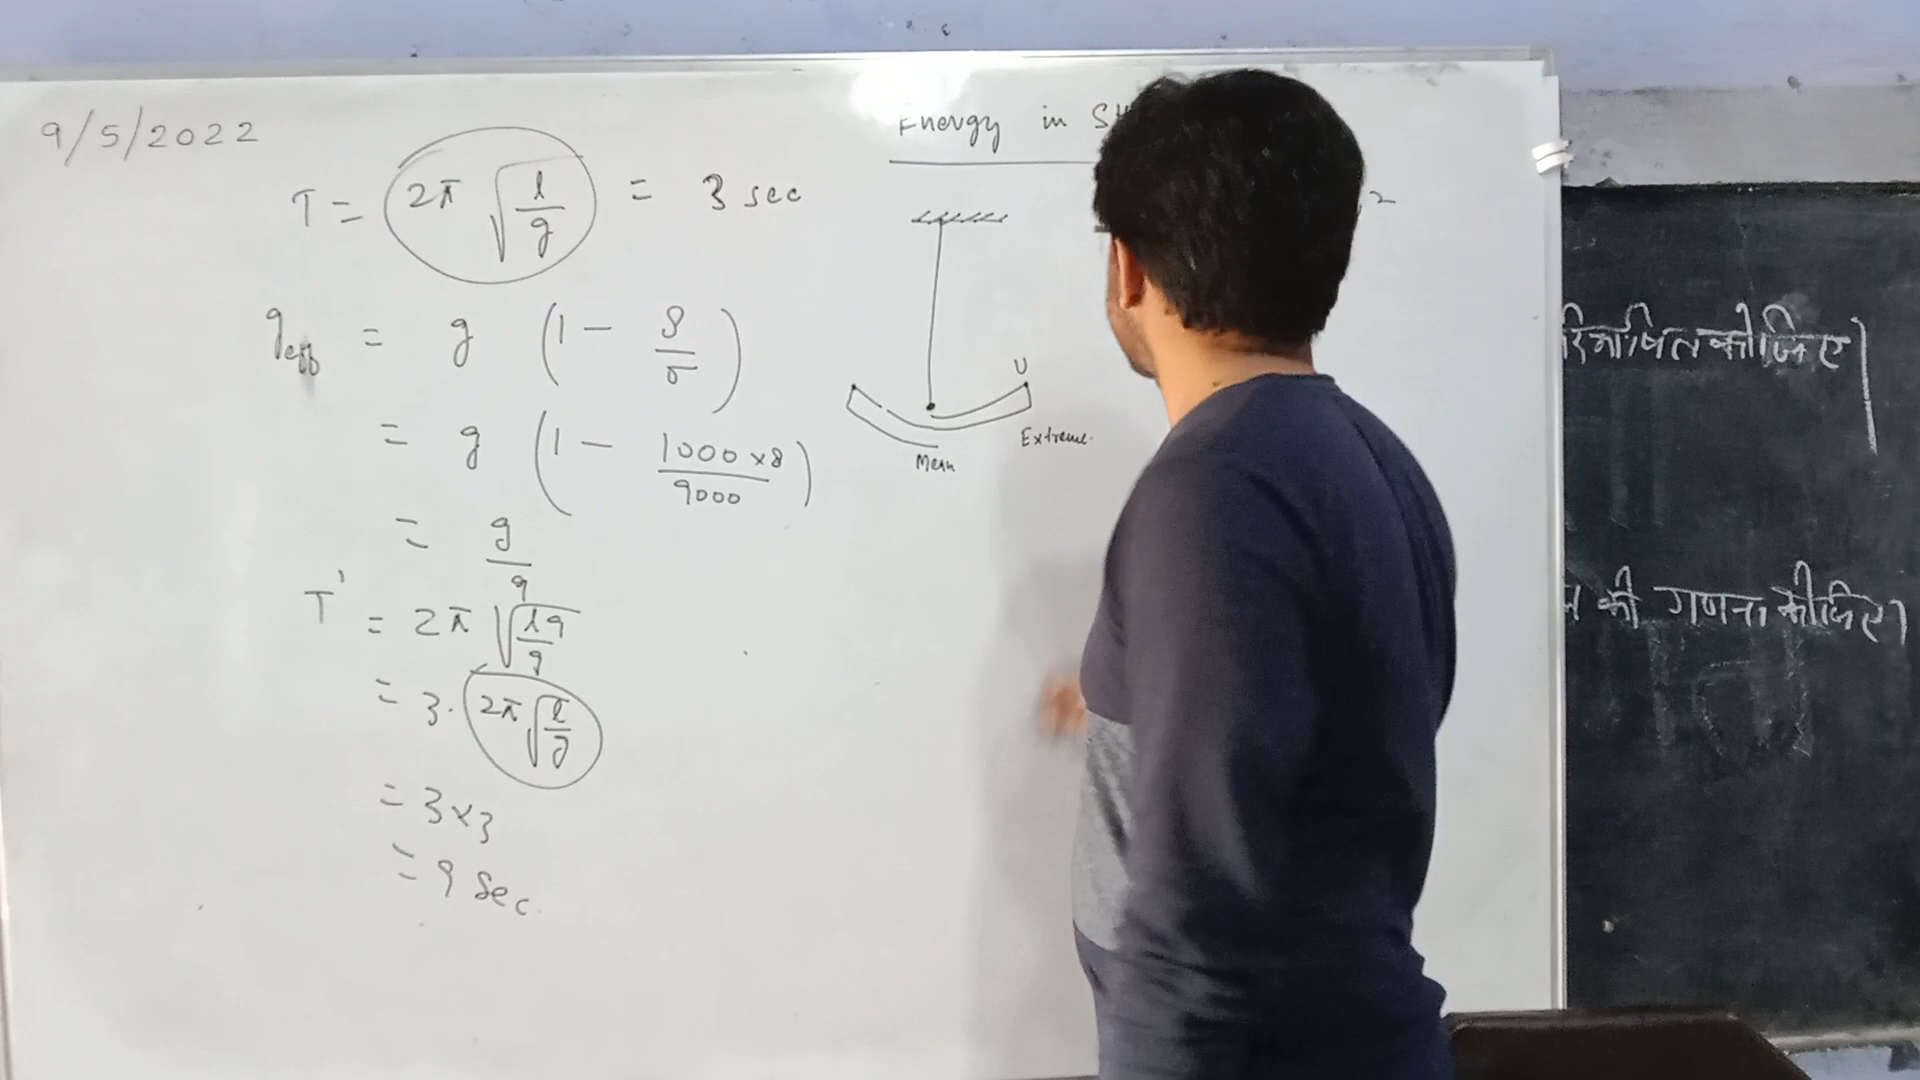 9/5/2022
T = 2π √(l/g) = 3 sec
g_eff = g (1 − ρ/σ)
= g (1 − 1000×8/9000)
= g/9
T' = 2π √(l9/g)
= 3. 2π √(l/g)
= 3×3
= 9 Sec.
Energy in
U
Extreme.
Mean
2
की गणना कीजिए।